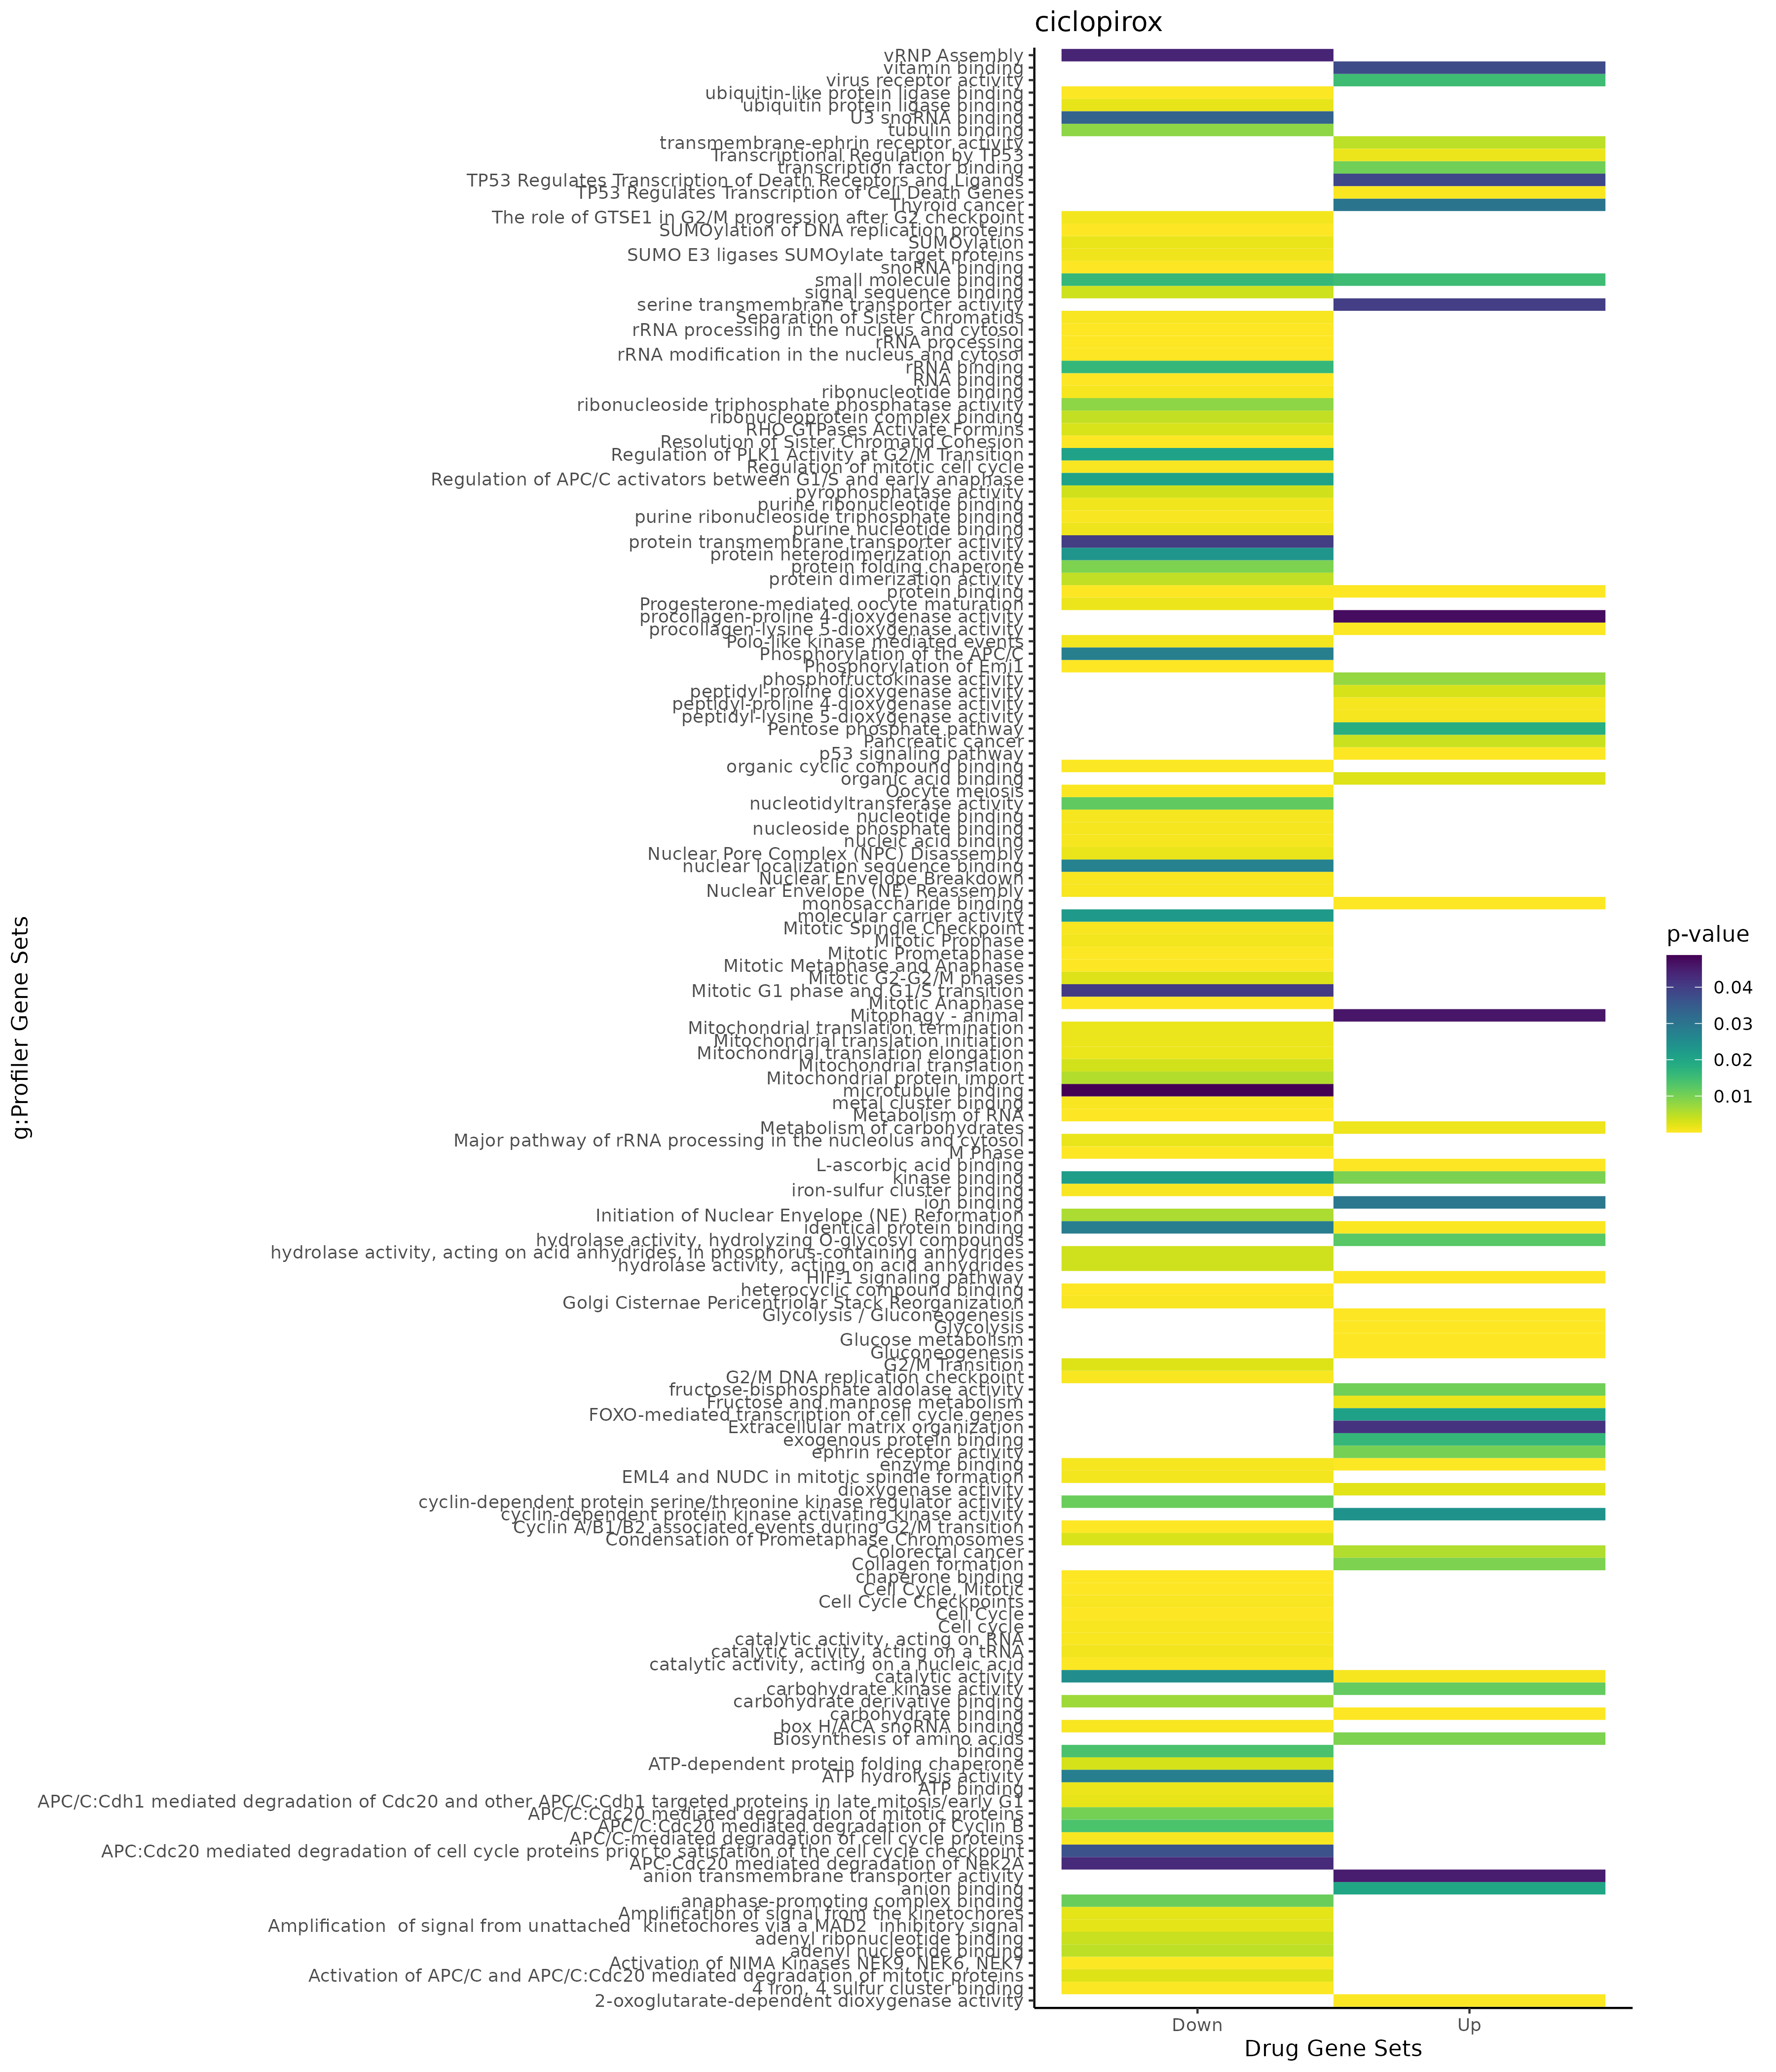 ciclopirox
vRNP Assembly
vitamin binding
virus receptor activity
ubiquitin-like protein ligase binding
ubiquitin protein ligase binding
U3 snoRNA binding
tubulin binding
transmembrane-ephrin receptor activity
Transcriptional Regulation by TP53
transcription factor binding
TP53 Regulates Transcription of Death Receptors and Ligands
TP53 Regulates Transcription of Cell Death Genes
Thyroid cancer
The role of GTSE1 in G2/M progression after G2 checkpoint
SUMOylation of DNA replication proteins
SUMOylation
SUMO E3 ligases SUMOylate target proteins
snoRNA binding
small molecule binding
signal sequence binding
serine transmembrane transporter activity
Separation of Sister Chromatids
rRNA processing in the nucleus and cytosol
rRNA processing
rRNA modification in the nucleus and cytosol
rRNA binding
RNA binding
ribonucleotide binding
ribonucleoside triphosphate phosphatase activity
ribonucleoprotein complex binding
RHO GTPases Activate Formins
Resolution of Sister Chromatid Cohesion
Regulation of PLK1 Activity at G2/M Transition
Regulation of mitotic cell cycle
Regulation of APC/C activators between G1/S and early anaphase
pyrophosphatase activity
purine ribonucleotide binding
purine ribonucleoside triphosphate binding
purine nucleotide binding
protein transmembrane transporter activity
protein heterodimerization activity
protein folding chaperone
protein dimerization activity
protein binding
Progesterone-mediated oocyte maturation
procollagen-proline 4-dioxygenase activity
procollagen-lysine 5-dioxygenase activity
Polo-like kinase mediated events
Phosphorylation of the APC/C
Phosphorylation of Emi1
phosphofructokinase activity
peptidyl-proline dioxygenase activity
peptidyl-proline 4-dioxygenase activity
peptidyl-lysine 5-dioxygenase activity
Pentose phosphate pathway
Pancreatic cancer
p53 signaling pathway
organic cyclic compound binding
organic acid binding
Oocyte meiosis
nucleotidyltransferase activity
nucleotide binding
nucleoside phosphate binding
nucleic acid binding
Nuclear Pore Complex (NPC) Disassembly
nuclear localization sequence binding
Nuclear Envelope Breakdown
Nuclear Envelope (NE) Reassembly
monosaccharide binding
molecular carrier activity
Mitotic Spindle Checkpoint
Mitotic Prophase
Mitotic Prometaphase
Mitotic Metaphase and Anaphase
Mitotic G2-G2/M phases
Mitotic G1 phase and G1/S transition
Mitotic Anaphase
Mitophagy - animal
Mitochondrial translation termination
Mitochondrial translation initiation
Mitochondrial translation elongation
Mitochondrial translation
Mitochondrial protein import
microtubule binding
metal cluster binding
Metabolism of RNA
Metabolism of carbohydrates
Major pathway of rRNA processing in the nucleolus and cytosol
M Phase
L-ascorbic acid binding
kinase binding
iron-sulfur cluster binding
ion binding
Initiation of Nuclear Envelope (NE) Reformation
identical protein binding
hydrolase activity, hydrolyzing O-glycosyl compounds
hydrolase activity, acting on acid anhydrides, in phosphorus-containing anhydrides
hydrolase activity, acting on acid anhydrides
HIF-1 signaling pathway
heterocyclic compound binding
Golgi Cisternae Pericentriolar Stack Reorganization
Glycolysis / Gluconeogenesis
Glycolysis
Glucose metabolism
Gluconeogenesis
G2/M Transition
G2/M DNA replication checkpoint
fructose-bisphosphate aldolase activity
Fructose and mannose metabolism
FOXO-mediated transcription of cell cycle genes
Extracellular matrix organization
exogenous protein binding
ephrin receptor activity
enzyme binding
EML4 and NUDC in mitotic spindle formation
dioxygenase activity
cyclin-dependent protein serine/threonine kinase regulator activity
cyclin-dependent protein kinase activating kinase activity
Cyclin A/B1/B2 associated events during G2/M transition
Condensation of Prometaphase Chromosomes
Colorectal cancer
Collagen formation
chaperone binding
Cell Cycle, Mitotic
Cell Cycle Checkpoints
Cell Cycle
Cell cycle
catalytic activity, acting on RNA
catalytic activity, acting on a tRNA
catalytic activity, acting on a nucleic acid
catalytic activity
carbohydrate kinase activity
carbohydrate derivative binding
carbohydrate binding
box H/ACA snoRNA binding
Biosynthesis of amino acids
binding
ATP-dependent protein folding chaperone
ATP hydrolysis activity
ATP binding
APC/C:Cdh1 mediated degradation of Cdc20 and other APC/C:Cdh1 targeted proteins in late mitosis/early G1
APC/C:Cdc20 mediated degradation of mitotic proteins
APC/C:Cdc20 mediated degradation of Cyclin B
APC/C-mediated degradation of cell cycle proteins
APC:Cdc20 mediated degradation of cell cycle proteins prior to satisfation of the cell cycle checkpoint
APC-Cdc20 mediated degradation of Nek2A
anion transmembrane transporter activity
anion binding
anaphase-promoting complex binding
Amplification of signal from the kinetochores
Amplification  of signal from unattached  kinetochores via a MAD2  inhibitory signal
adenyl ribonucleotide binding
adenyl nucleotide binding
Activation of NIMA Kinases NEK9, NEK6, NEK7
Activation of APC/C and APC/C:Cdc20 mediated degradation of mitotic proteins
4 iron, 4 sulfur cluster binding
2-oxoglutarate-dependent dioxygenase activity
g:Profiler Gene Sets
Down
Up
Drug Gene Sets
p-value
0.04
0.03
0.02
0.01